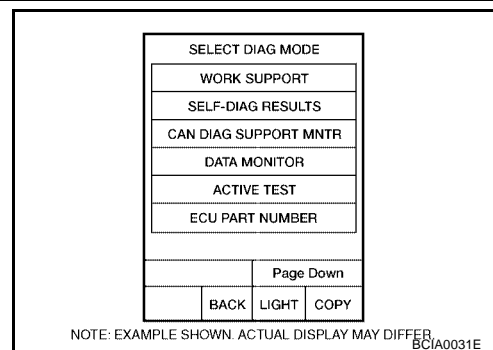 SELECT DIAG MODE
WORK SUPPORT
SELF-DIAG RESULTS
CAN DIAG SUPPORT MNTR
DATA MONITOR
ACTIVE TEST
ECU PART NUMBER
Page Down
BACK LIGHT COPY
NOTE: EXAMPLE SHOWN. ACTUAL DISPLAY MAY DIFFER
BCIA0031E